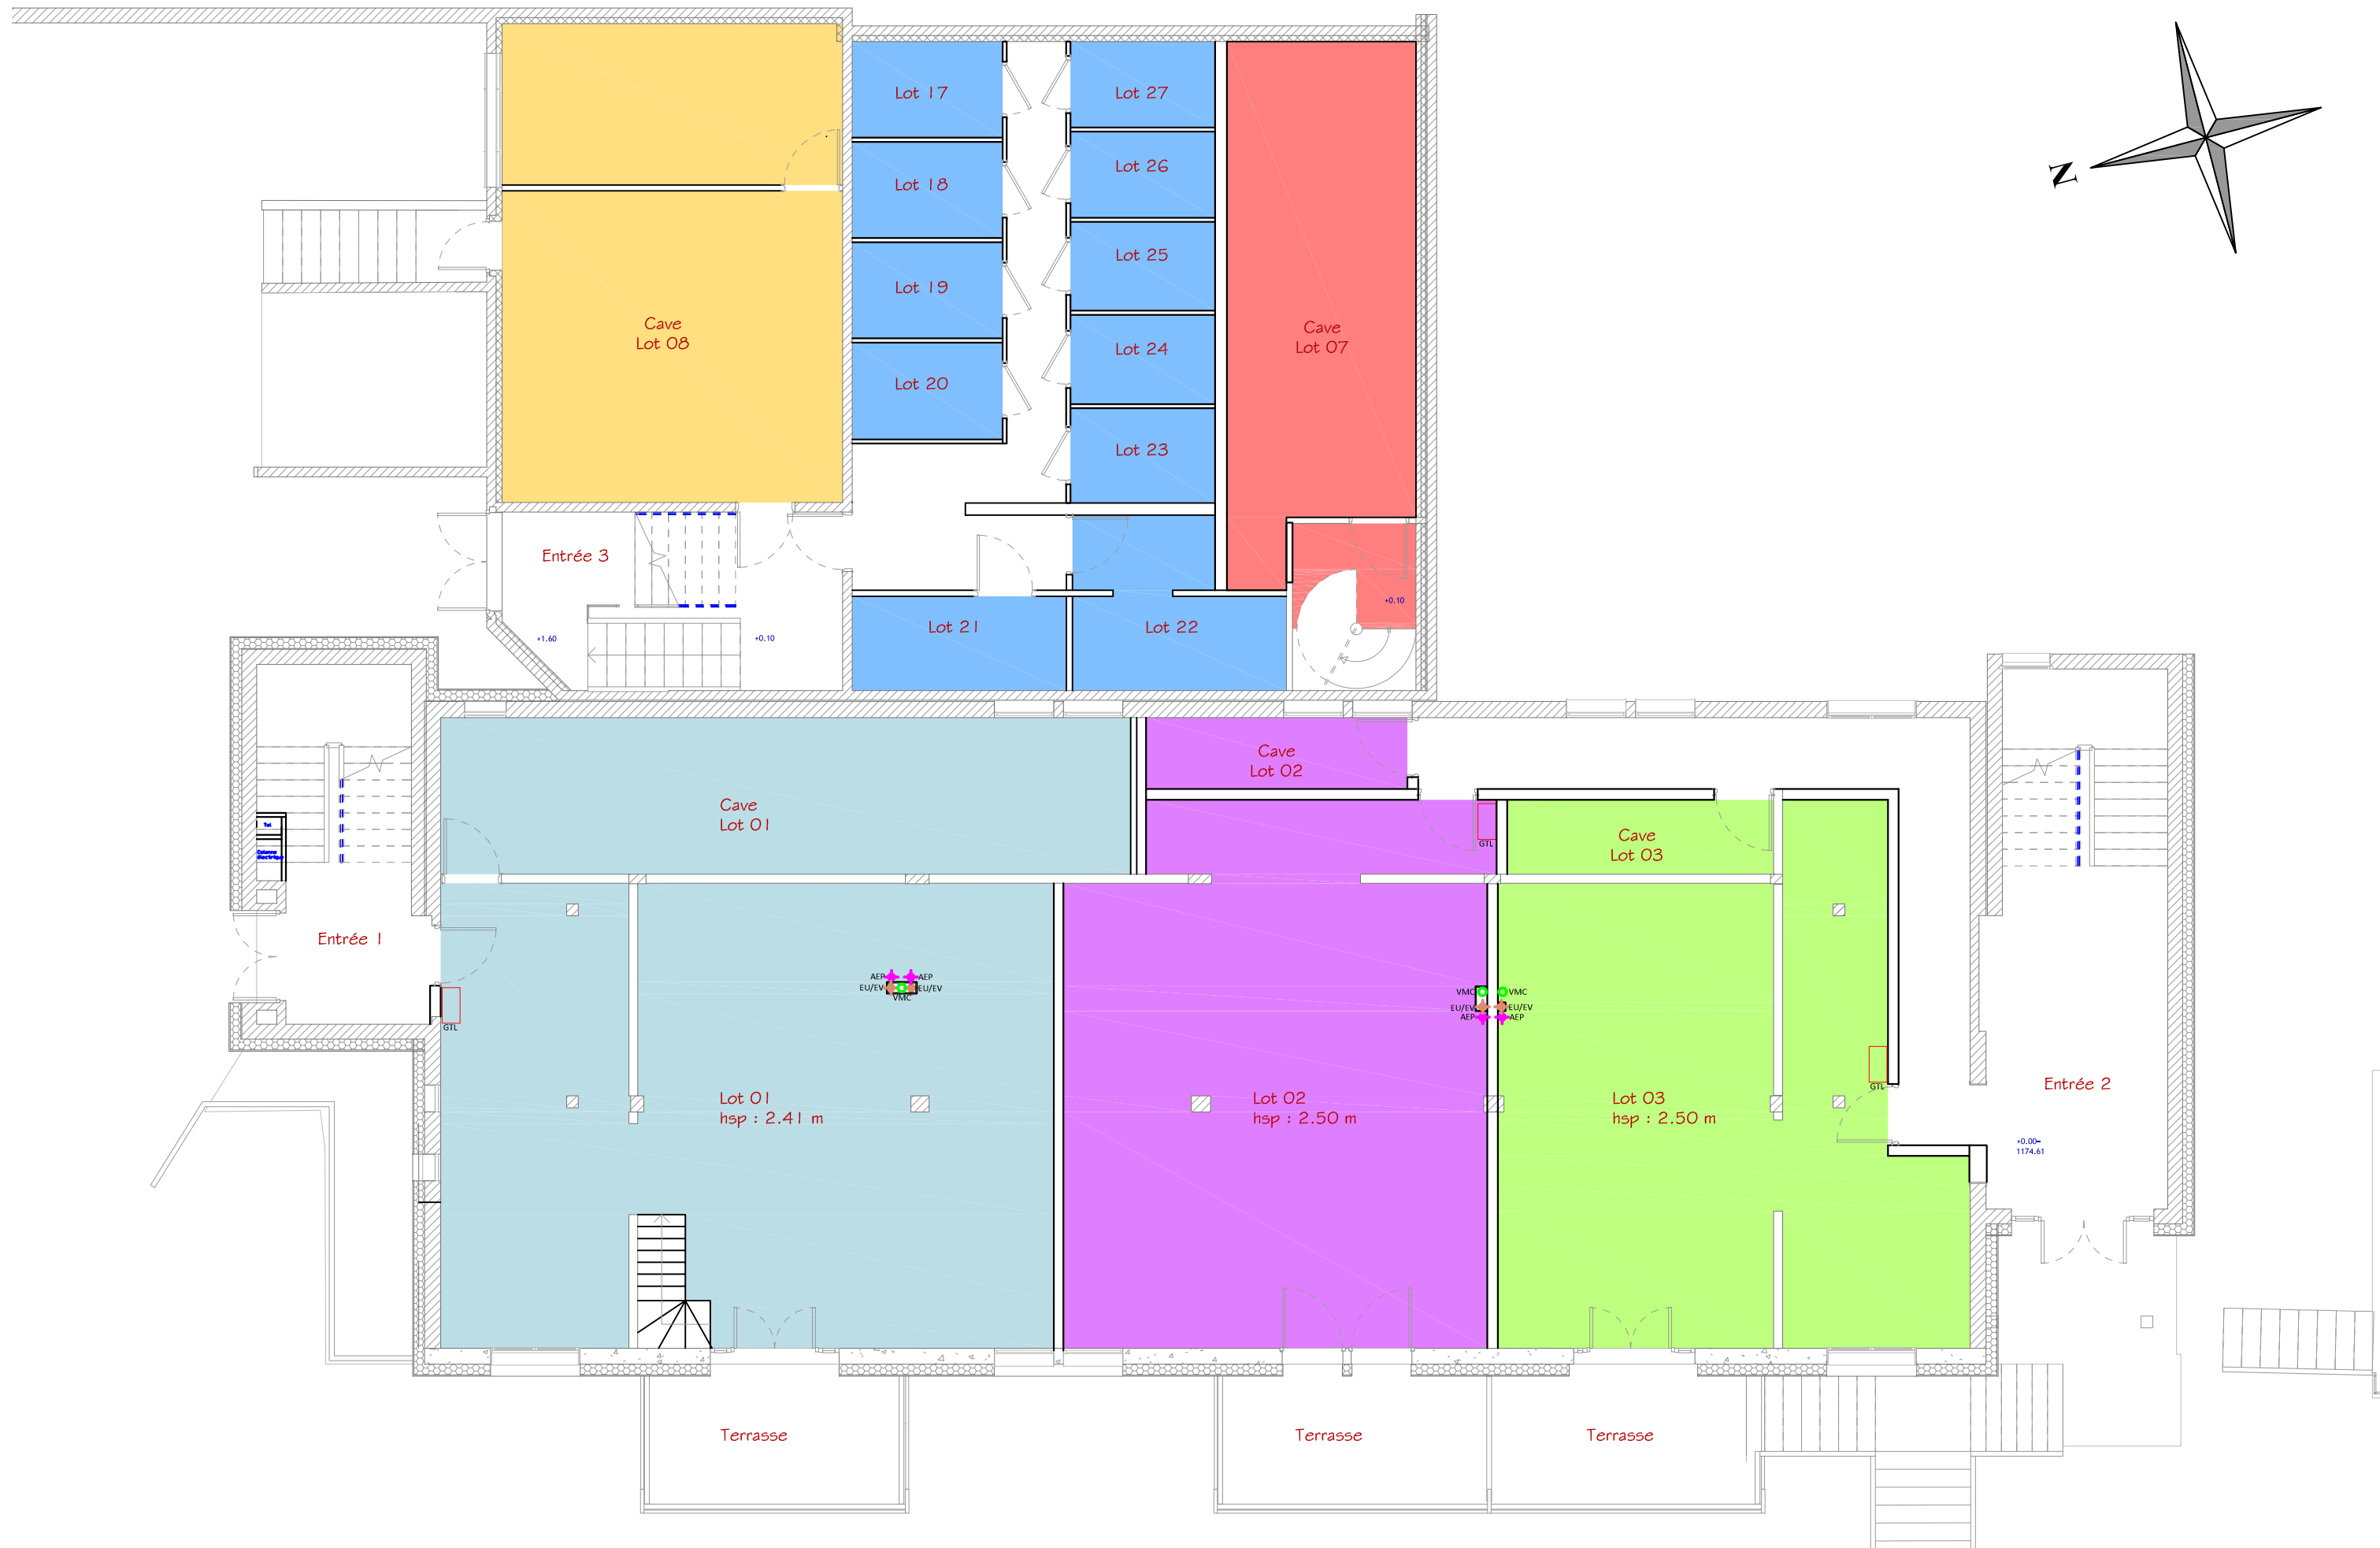 Lot 17
Lot 27
N
Lot 26
Lot 18
Lot 25
Lot 19
Cave
Lot 08
Cave
Lot 07
Lot 24
Lot 20
Lot 23
Entrée 3
+0.10
Lot 21
Lot 22
+1.60
+0.10
Cave
Lot 02
Cave
Lot 01
Tel
Colonne
électrique
GTL
Cave
Lot 03
Entrée 1
AEP
AEP
EU/EV
EU/EV
VMC
VMC
VMC
EU/EV
EU/EV
AEP
AEP
GTL
GTL
Entrée 2
Lot 01
hsp : 2.41 m
Lot 02
hsp : 2.50 m
Lot 03
hsp : 2.50 m
+0.00
1174.61
Terrasse
Terrasse
Terrasse